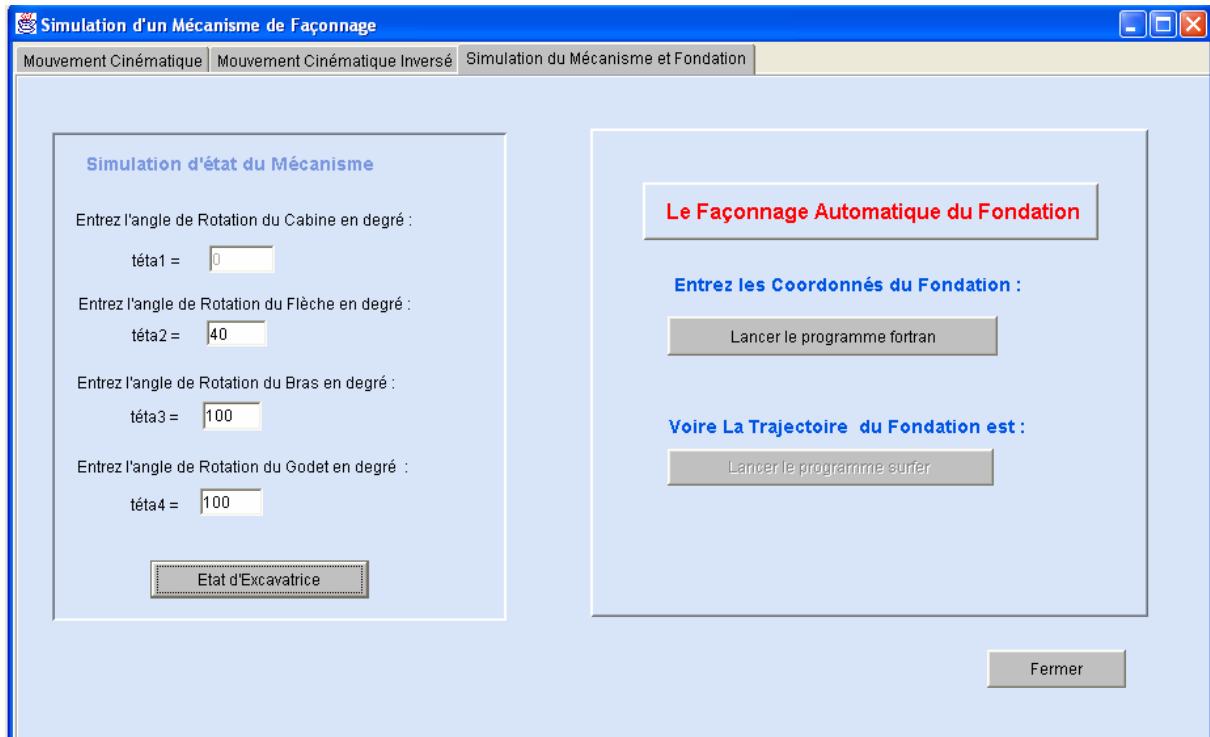 Simulation d'un Mécanisme de Façonnage
Mouvement Cinématique Mouvement Cinématique Inversé Simulation du Mécanisme et Fondation
Simulation d'état du Mécanisme
Entrez l'angle de Rotation du Cabine en degré :
téta1 = 0
Entrez l'angle de Rotation du Flèche en degré :
téta2 = 40
Entrez l'angle de Rotation du Bras en degré :
téta3 = 100
Entrez l'angle de Rotation du Godet en degré :
téta4 = 100
Etat d'Excavatrice
Le Façonnage Automatique du Fondation
Entrez les Coordonnés du Fondation :
Lancer le programme fortran
Voire La Trajectoire du Fondation est :
Lancer le programme surfer
Fermer